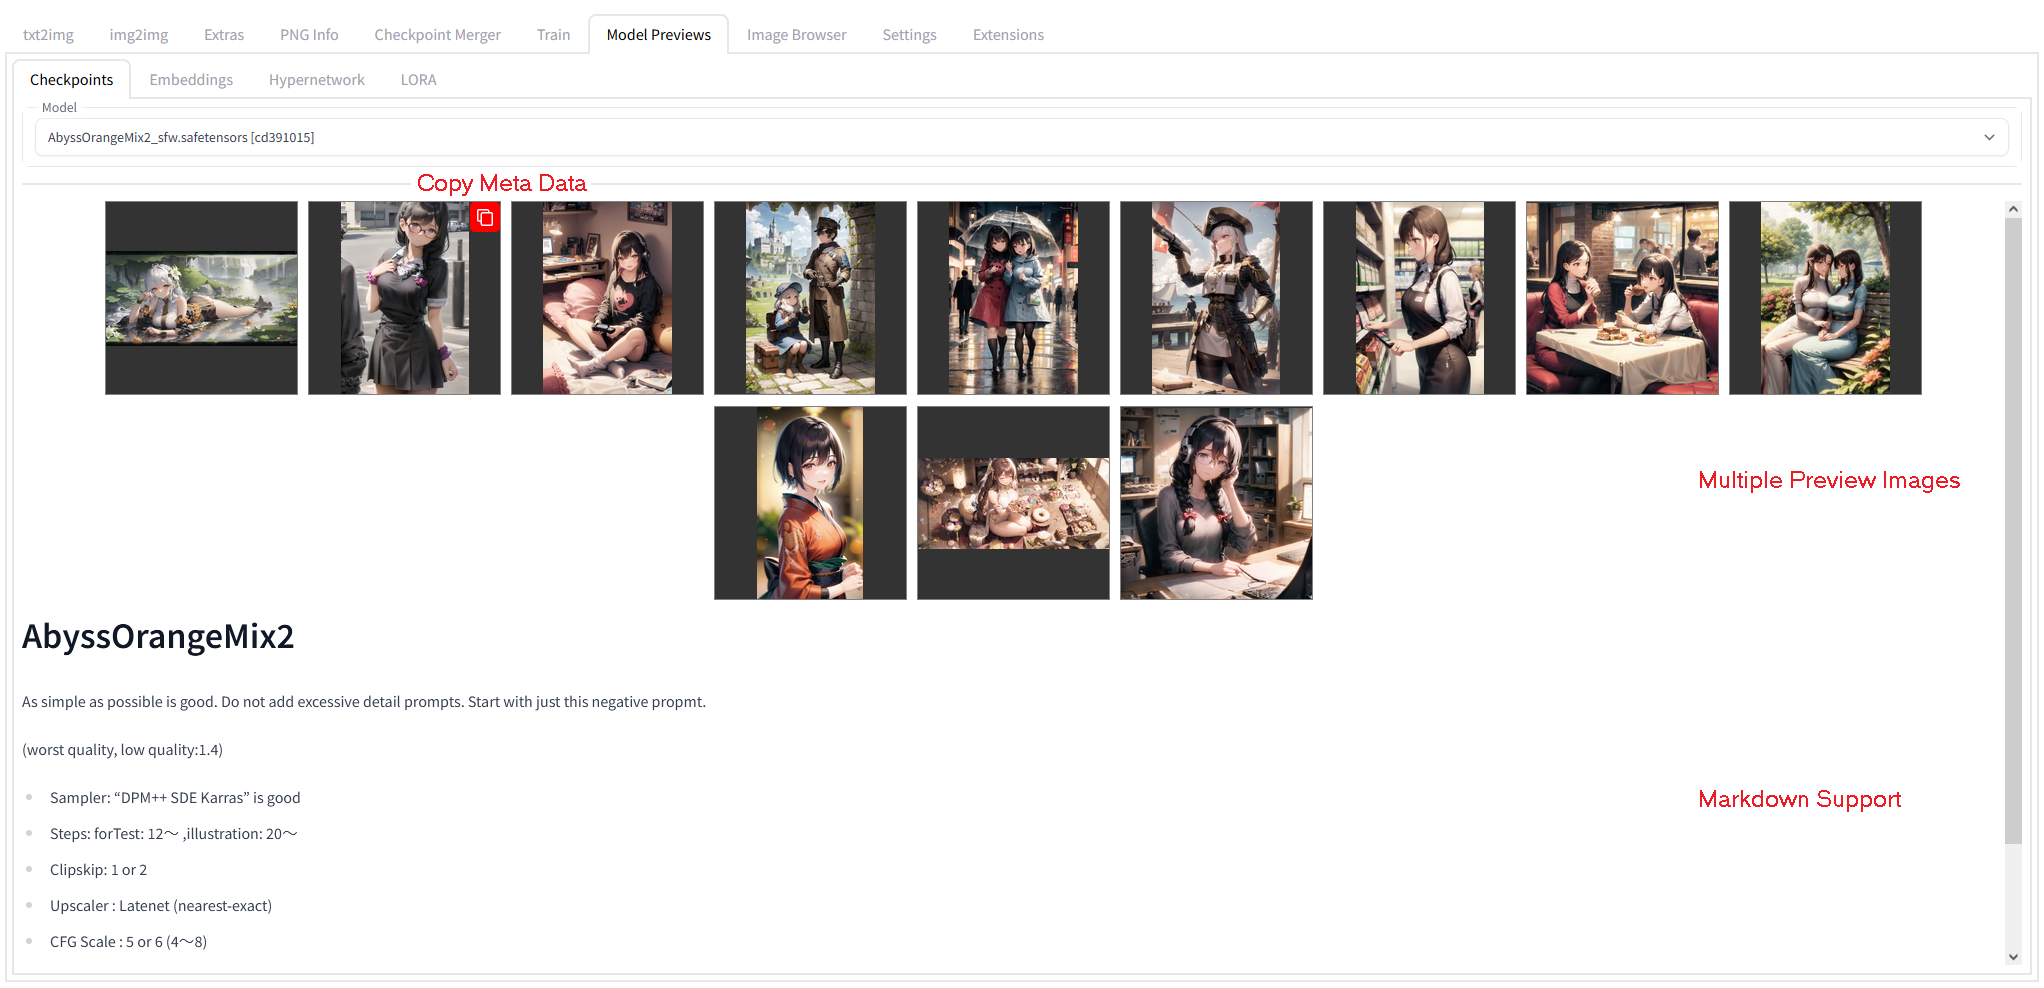 txt2img img2img Extras PNG Info Checkpoint Merger Train Model Previews Image Browser Settings Extensions
Checkpoints Embeddings Hypernetwork LORA
Model
AbyssOrangeMix2_sfw.safetensors [cd391015]
Copy Meta Data
Multiple Preview Images
AbyssOrangeMix2
As simple as possible is good. Do not add excessive detail prompts. Start with just this negative propmt.
(worst quality, low quality:1.4)
Sampler: “DPM++ SDE Karras” is good
Markdown Support
Steps: forTest: 12～ ,illustration: 20～
Clipskip: 1 or 2
Upscaler : Latenet (nearest-exact)
CFG Scale : 5 or 6 (4～8)